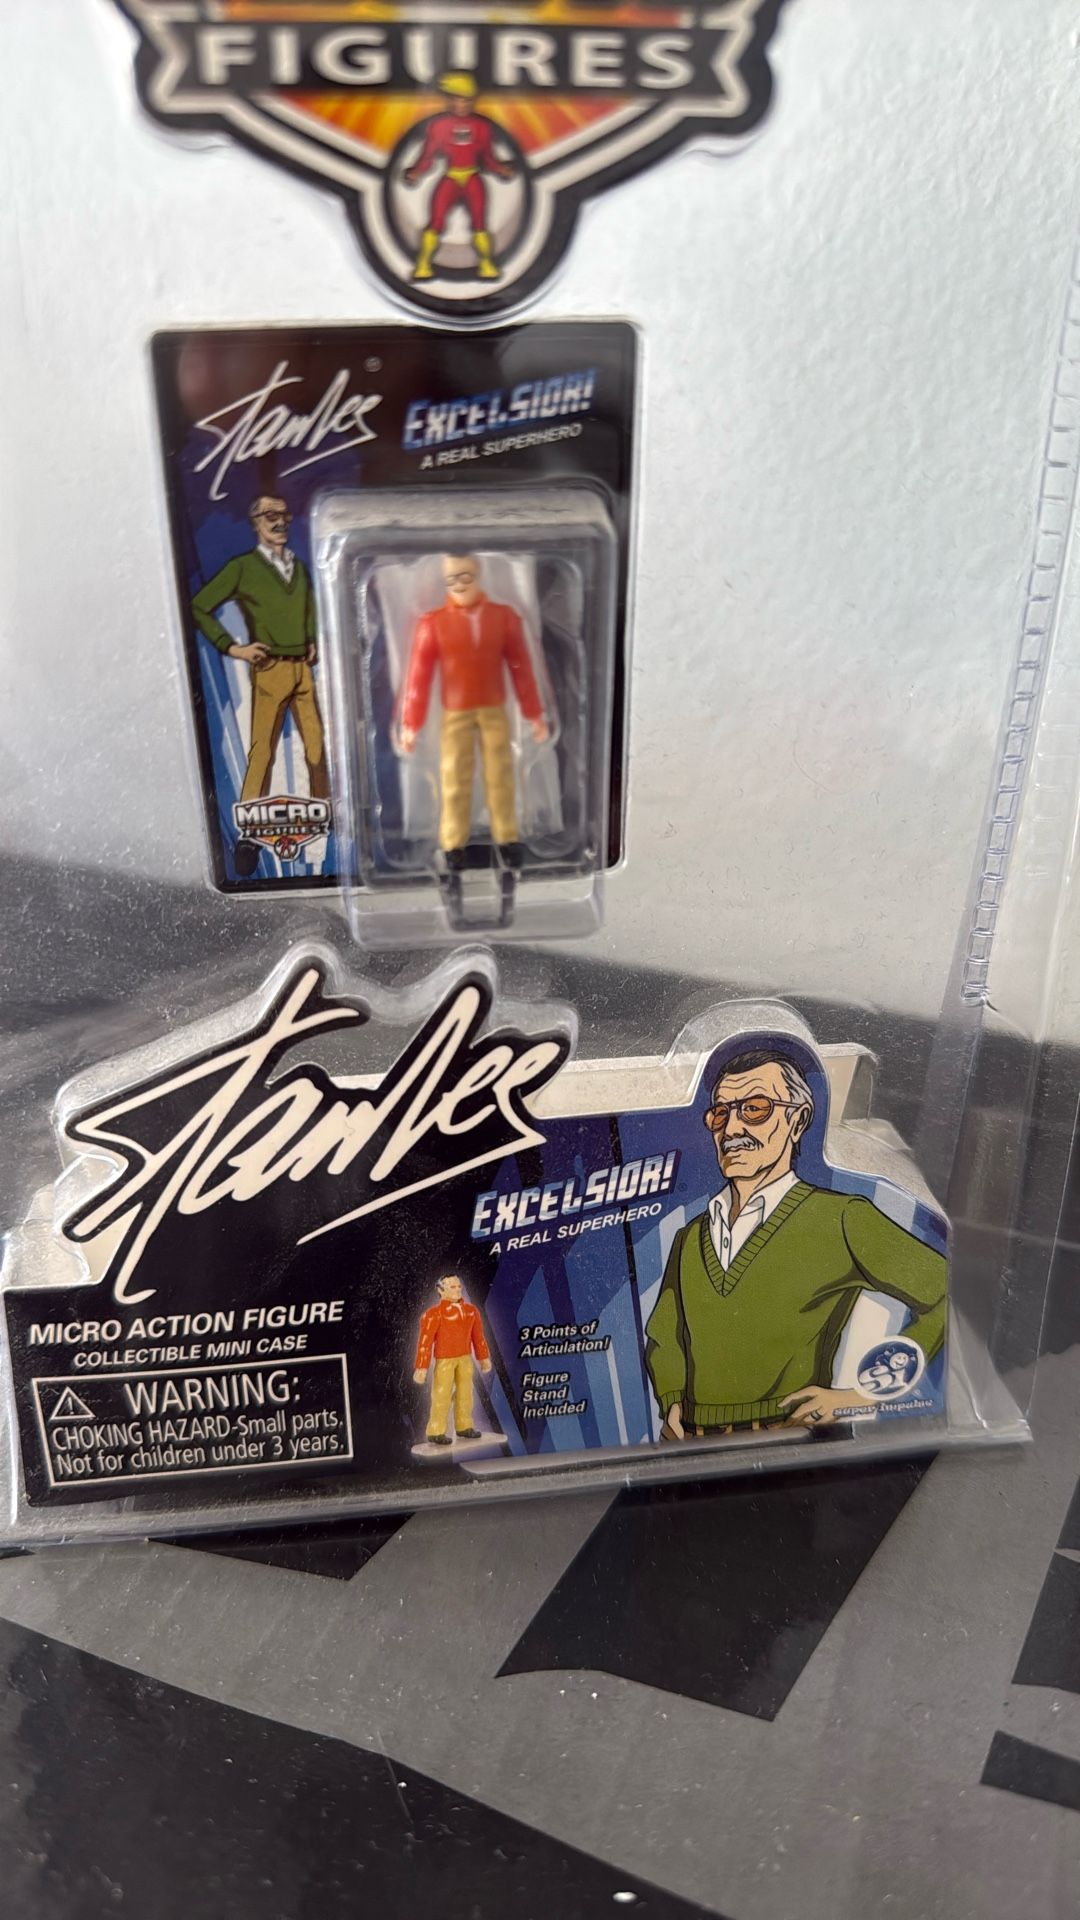 FIGURES
Stan Lee ®
EXCELSIOR!
A REAL SUPERHERO
MICRO
FIGURES
Stan Lee
EXCELSIOR!®
A REAL SUPERHERO
MICRO ACTION FIGURE
COLLECTIBLE MINI CASE
WARNING:
CHOKING HAZARD-Small parts.
Not for children under 3 years.
3 Points of
Articulation!
Figure
Stand
Included
super impulse®